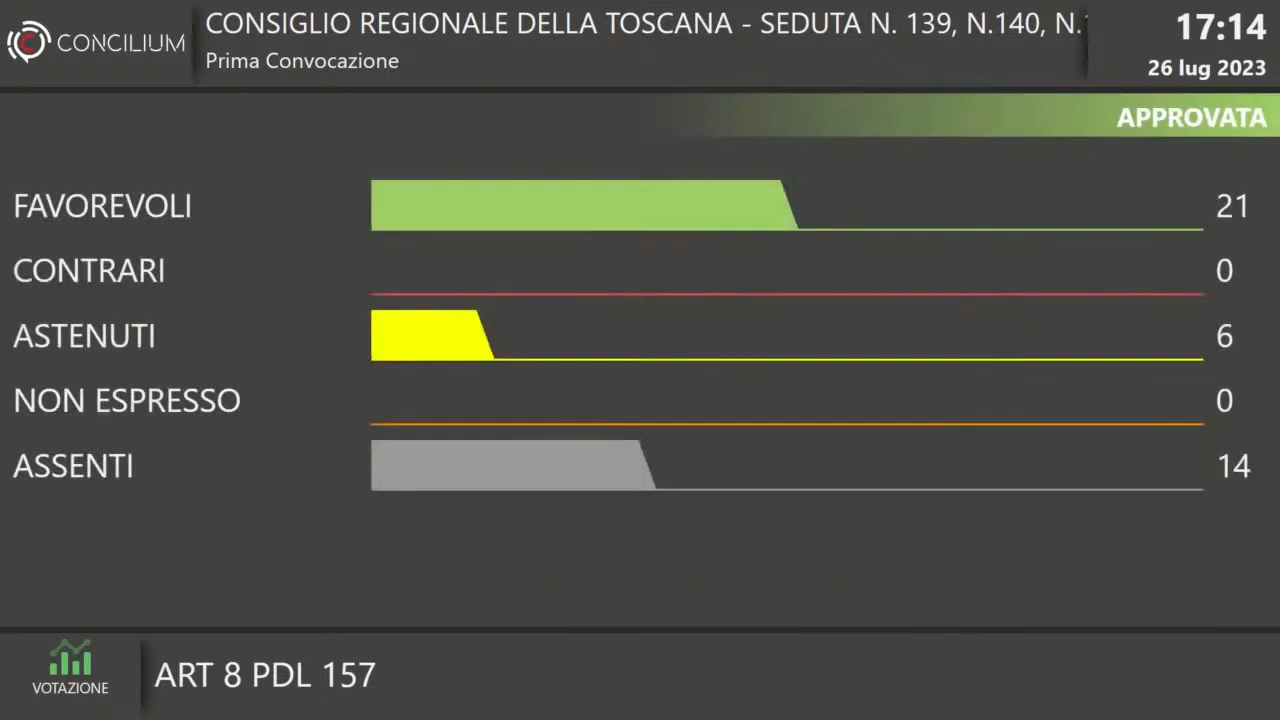 CONCILIUM
CONSIGLIO REGIONALE DELLA TOSCANA - SEDUTA N. 139, N.140, N.
Prima Convocazione
17:14
26 lug 2023
APPROVATA
FAVOREVOLI 21
CONTRARI 0
ASTENUTI 6
NON ESPRESSO 0
ASSENTI 14
VOTAZIONE
ART 8 PDL 157